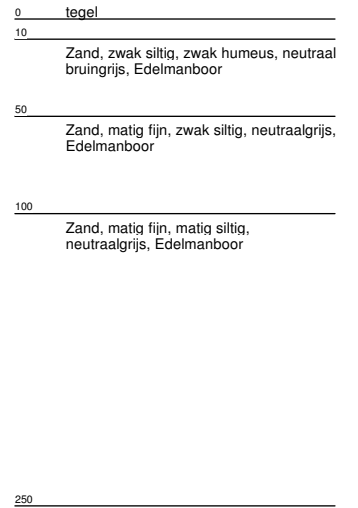 0 tegel
10
Zand, zwak siltig, zwak humeus, neutraal
bruingrijs, Edelmanboor
50
Zand, matig fijn, zwak siltig, neutraalgrijs,
Edelmanboor
100
Zand, matig fijn, matig siltig,
neutraalgrijs, Edelmanboor
250